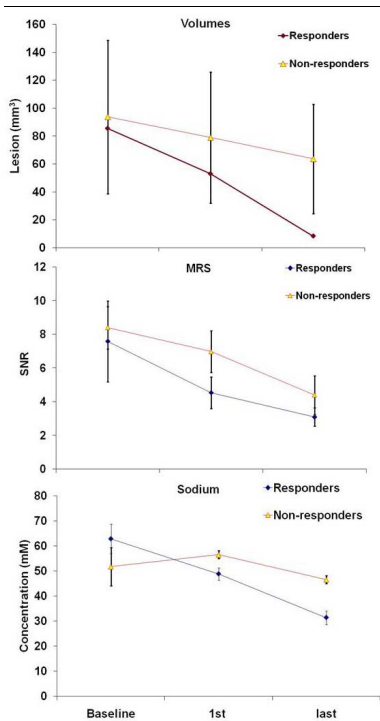 Volumes
Responders
Non-responders
Lesion (mm³)
160
140
120
100
80
60
40
20
0
MRS
Responders
Non-responders
SNR
12
10
8
6
4
2
0
Sodium
Responders
Non-responders
Concentration (mM)
80
70
60
50
40
30
20
10
0
Baseline 1st last